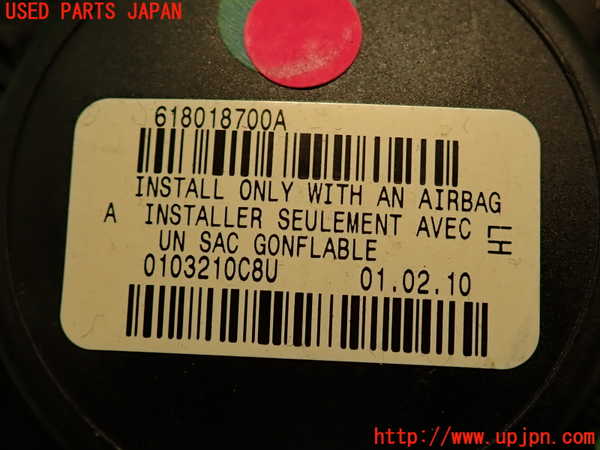 USED PARTS JAPAN
618018700A
INSTALL ONLY WITH AN AIRBAG
A INSTALLER SEULEMENT AVEC
UN SAC GONFLABLE
LH
0103210C8U 01.02.10
http://www.upjpn.com/